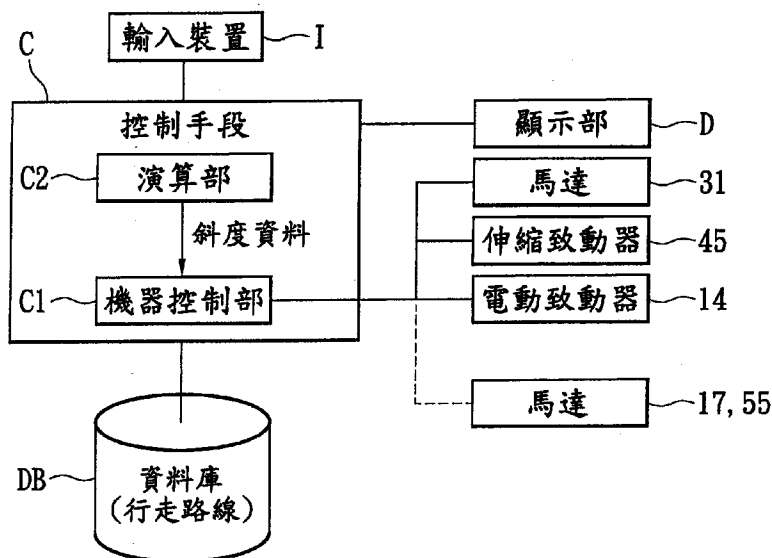 C
輸入裝置
I
控制手段
顯示部
D
C2
演算部
馬達
31
斜度資料
伸縮致動器
45
C1
機器控制部
電動致動器
14
馬達
17, 55
DB
資料庫
(行走路線)